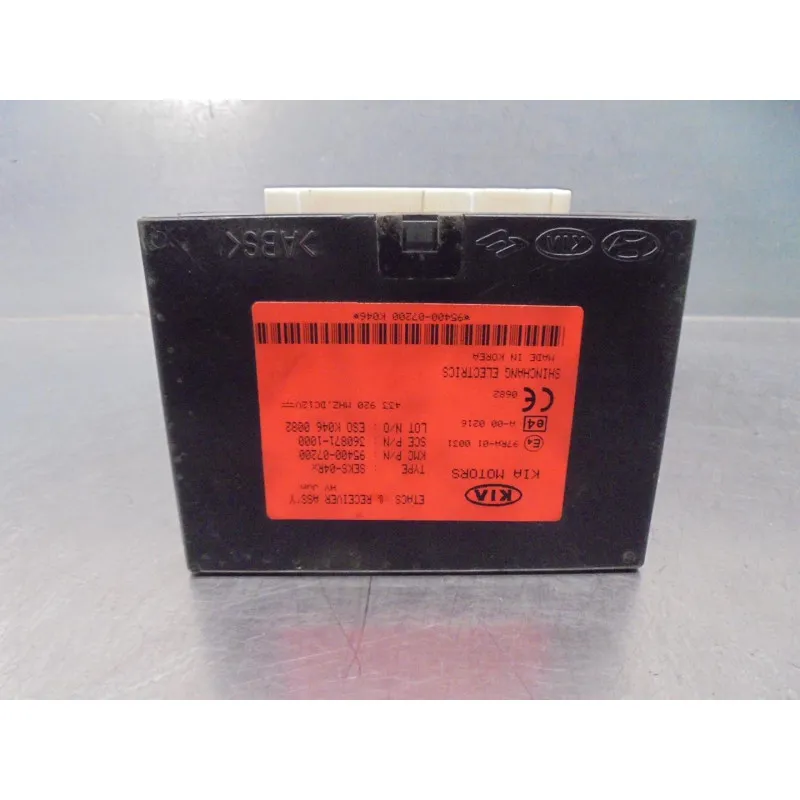 ETACS & RECEIVER ASS'Y
KIA
KIA MOTORS
TYPE SEKS-04Rx
KMC P/N 95400-07200
SCE P/N 360871-1000
LOT N/O : ESO K046 0082
433 920 MHZ,DC12V
E4 97RA-01 0031
e4 A-00 0216
CE 0682
SHINCHANG ELECTRICS
MADE IN KOREA
*95400-07200 K046*
KIA
>ABS<